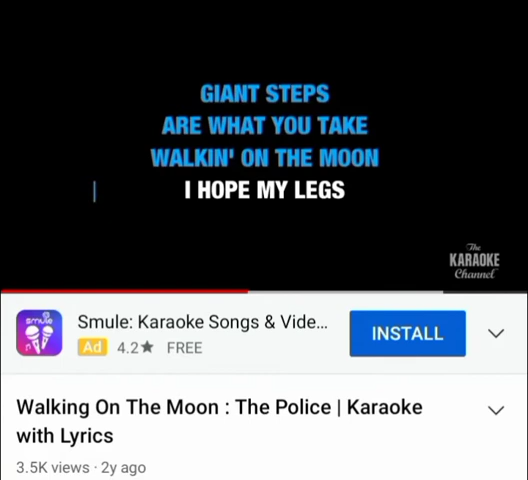 GIANT STEPS
ARE WHAT YOU TAKE
WALKIN' ON THE MOON
I HOPE MY LEGS
The
KARAOKE
Channel
smule
Smule: Karaoke Songs & Vide...
INSTALL
Ad 4.2★ FREE
Walking On The Moon : The Police | Karaoke
with Lyrics
3.5K views · 2y ago